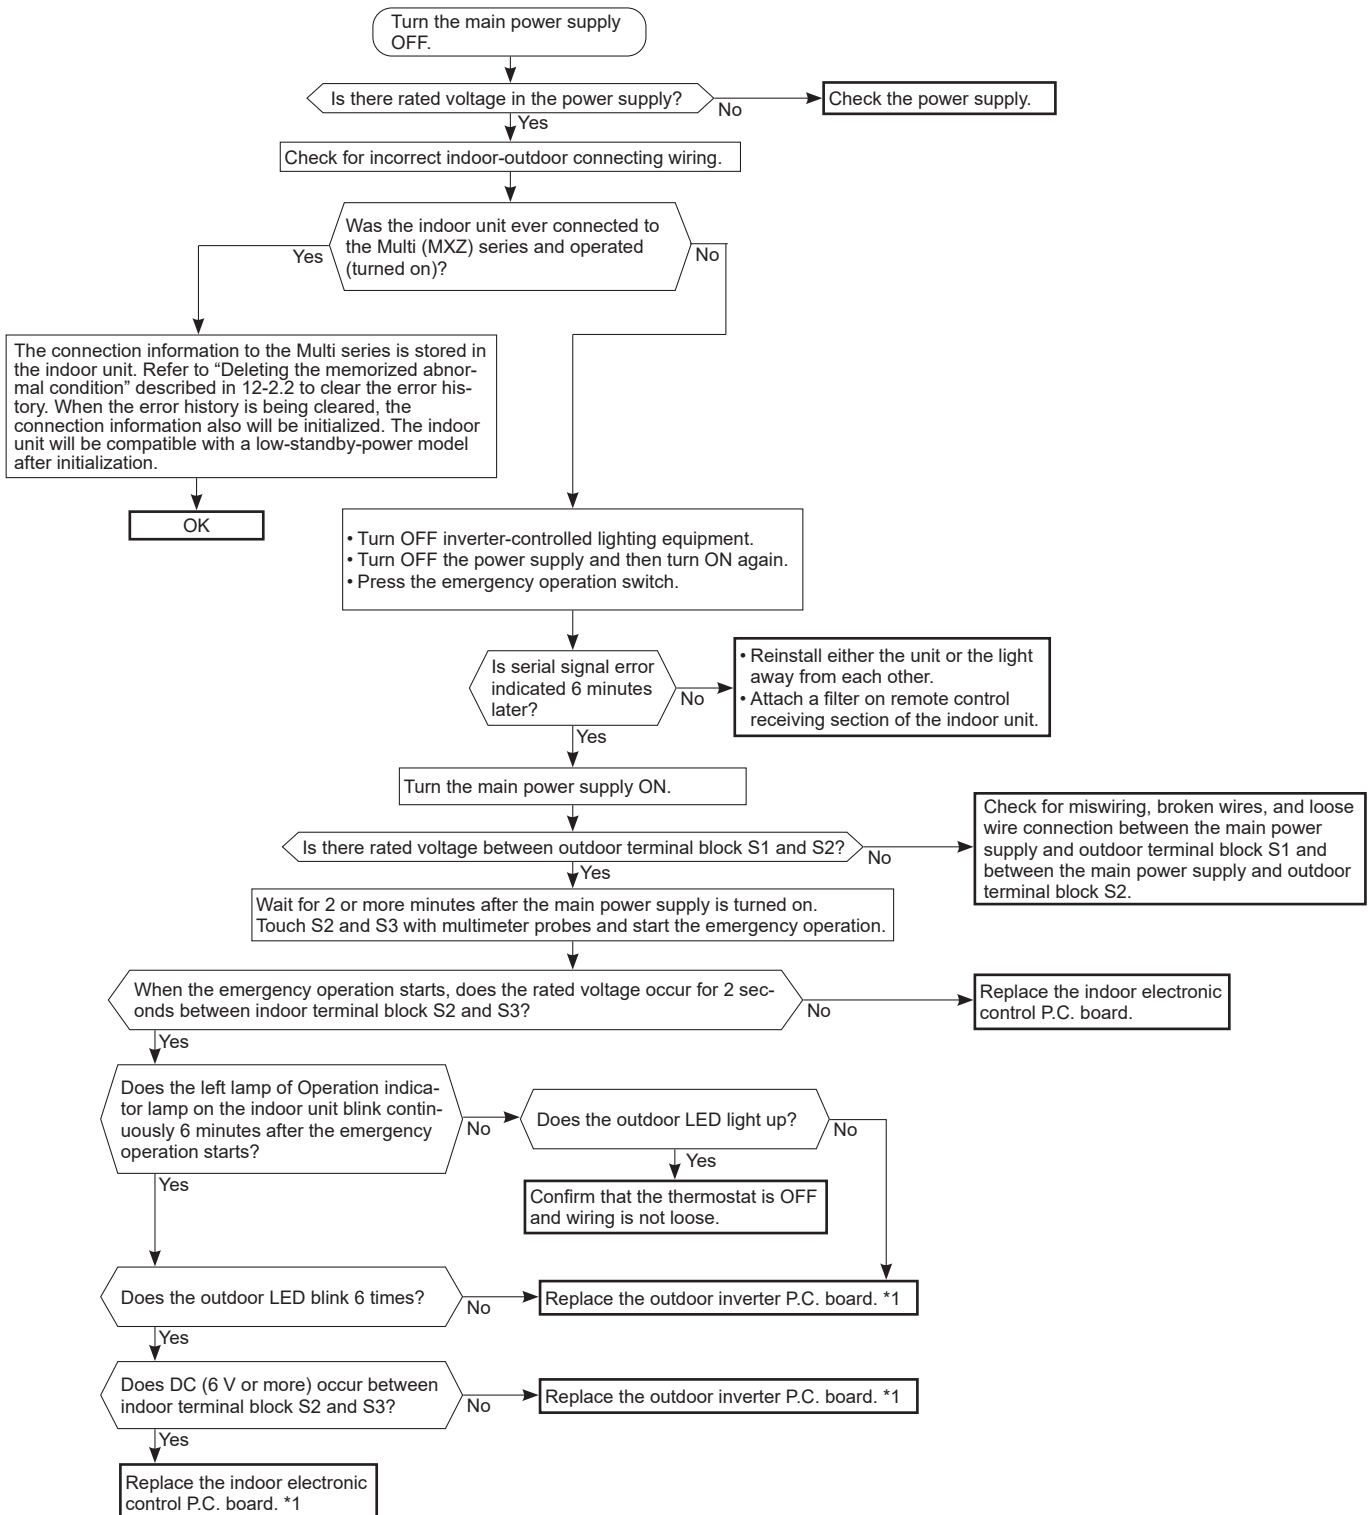 Turn the main power supply
OFF.
Is there rated voltage in the power supply?
No
Check the power supply.
Yes
Check for incorrect indoor-outdoor connecting wiring.
Was the indoor unit ever connected to
the Multi (MXZ) series and operated
(turned on)?
Yes
No
The connection information to the Multi series is stored in
the indoor unit. Refer to “Deleting the memorized abnor-
mal condition” described in 12-2.2 to clear the error his-
tory. When the error history is being cleared, the
connection information also will be initialized. The indoor
unit will be compatible with a low-standby-power model
after initialization.
OK
• Turn OFF inverter-controlled lighting equipment.
• Turn OFF the power supply and then turn ON again.
• Press the emergency operation switch.
Is serial signal error
indicated 6 minutes
later?
No
• Reinstall either the unit or the light
away from each other.
• Attach a filter on remote control
receiving section of the indoor unit.
Yes
Turn the main power supply ON.
Is there rated voltage between outdoor terminal block S1 and S2?
No
Check for miswiring, broken wires, and loose
wire connection between the main power
supply and outdoor terminal block S1 and
between the main power supply and outdoor
terminal block S2.
Yes
Wait for 2 or more minutes after the main power supply is turned on.
Touch S2 and S3 with multimeter probes and start the emergency operation.
When the emergency operation starts, does the rated voltage occur for 2 sec-
onds between indoor terminal block S2 and S3?
No
Replace the indoor electronic
control P.C. board.
Yes
Does the left lamp of Operation indica-
tor lamp on the indoor unit blink contin-
uously 6 minutes after the emergency
operation starts?
No
Does the outdoor LED light up?
No
Yes
Confirm that the thermostat is OFF
and wiring is not loose.
Yes
Does the outdoor LED blink 6 times?
No
Replace the outdoor inverter P.C. board. *1
Yes
Does DC (6 V or more) occur between
indoor terminal block S2 and S3?
No
Replace the outdoor inverter P.C. board. *1
Yes
Replace the indoor electronic
control P.C. board. *1